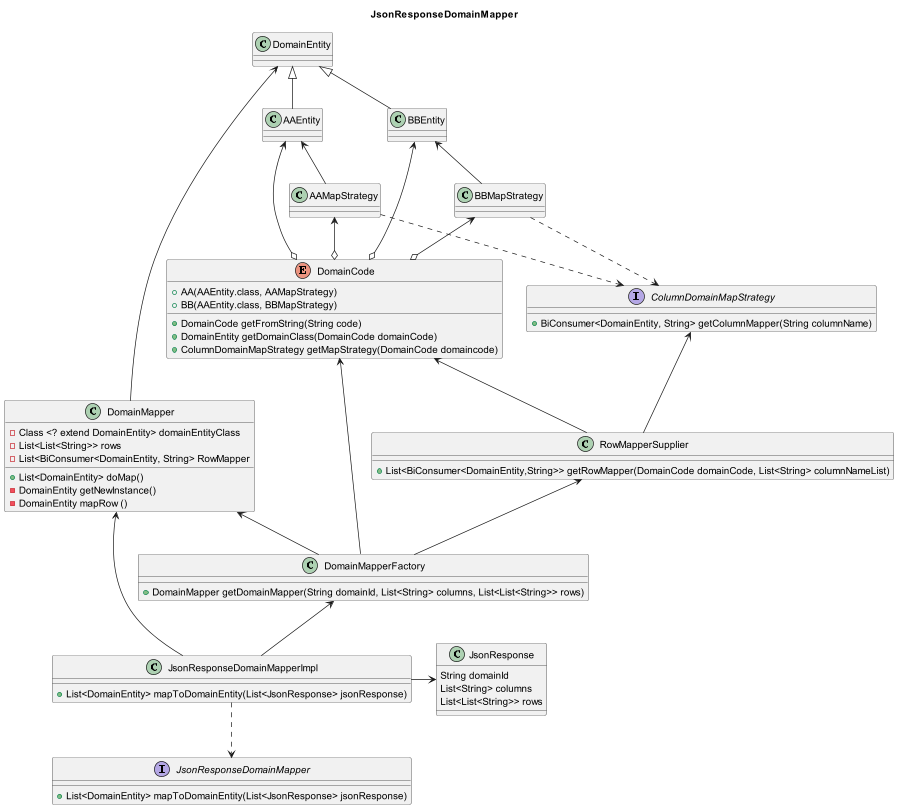 JsonResponseDomainMapper
C DomainEntity
C AAEntity
C BBEntity
C AAMapStrategy
C BBMapStrategy
E DomainCode
AA(AAEntity.class, AAMapStrategy)
BB(AAEntity.class, BBMapStrategy)
DomainCode getFromString(String code)
DomainEntity getDomainClass(DomainCode domainCode)
ColumnDomainMapStrategy getMapStrategy(DomainCode domaincode)
I ColumnDomainMapStrategy
BiConsumer<DomainEntity, String> getColumnMapper(String columnName)
C DomainMapper
Class <? extend DomainEntity> domainEntityClass
List<List<String>> rows
List<BiConsumer<DomainEntity, String> RowMapper
List<DomainEntity> doMap()
DomainEntity getNewInstance()
DomainEntity mapRow ()
C RowMapperSupplier
List<BiConsumer<DomainEntity,String>> getRowMapper(DomainCode domainCode, List<String> columnNameList)
C DomainMapperFactory
DomainMapper getDomainMapper(String domainId, List<String> columns, List<List<String>> rows)
C JsonResponseDomainMapperImpl
List<DomainEntity> mapToDomainEntity(List<JsonResponse> jsonResponse)
C JsonResponse
String domainId
List<String> columns
List<List<String>> rows
I JsonResponseDomainMapper
List<DomainEntity> mapToDomainEntity(List<JsonResponse> jsonResponse)